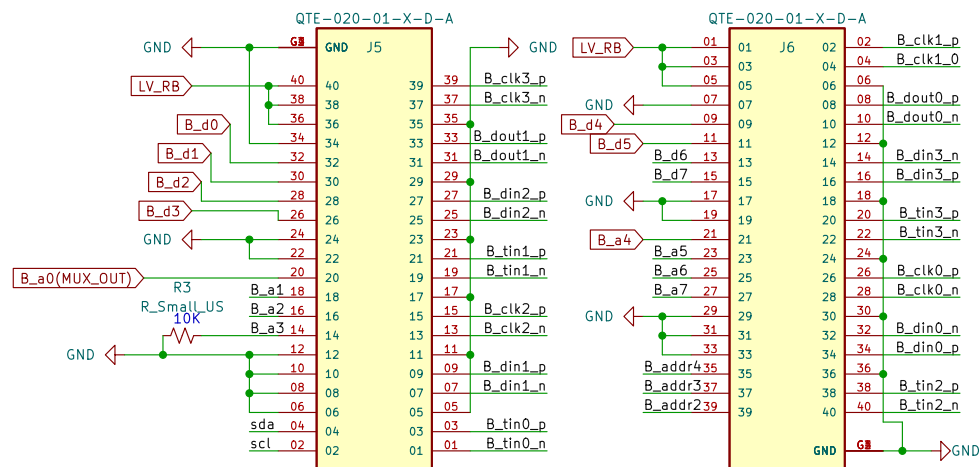 QTE-020-01-X-D-A
GND
GND
J5
GND
LV_RB
40
40
39
39
B_clk3_p
38
38
37
37
B_clk3_n
36
36
35
35
B_d0
34
34
33
33
B_dout1_p
32
32
31
31
B_dout1_n
B_d1
30
30
29
29
B_d2
28
28
27
27
B_din2_p
B_d3
26
26
25
25
B_din2_n
GND
24
24
23
23
22
22
21
21
B_tin1_p
B_a0(MUX_OUT)
20
20
19
19
B_tin1_n
R3
B_a1
18
18
17
17
R_Small_US
B_a2
16
16
15
15
B_clk2_p
10K
B_a3
14
14
13
13
B_clk2_n
GND
12
12
11
11
10
10
09
09
B_din1_p
08
08
07
07
B_din1_n
06
06
05
05
sda
04
04
03
03
B_tin0_p
scl
02
02
01
01
B_tin0_n
QTE-020-01-X-D-A
LV_RB
01
01
J6
02
02
B_clk1_p
03
03
04
04
B_clk1_0
05
05
06
06
GND
07
07
08
08
B_dout0_p
B_d4
09
09
10
10
B_dout0_n
B_d5
11
11
12
12
B_d6
13
13
14
14
B_din3_n
B_d7
15
15
16
16
B_din3_p
GND
17
17
18
18
19
19
20
20
B_tin3_p
B_a4
21
21
22
22
B_tin3_n
B_a5
23
23
24
24
B_a6
25
25
26
26
B_clk0_p
B_a7
27
27
28
28
B_clk0_n
GND
29
29
30
30
31
31
32
32
B_din0_n
33
33
34
34
B_din0_p
B_addr4
35
35
36
36
B_addr3
37
37
38
38
B_tin2_p
B_addr2
39
39
40
40
B_tin2_n
GND
GND